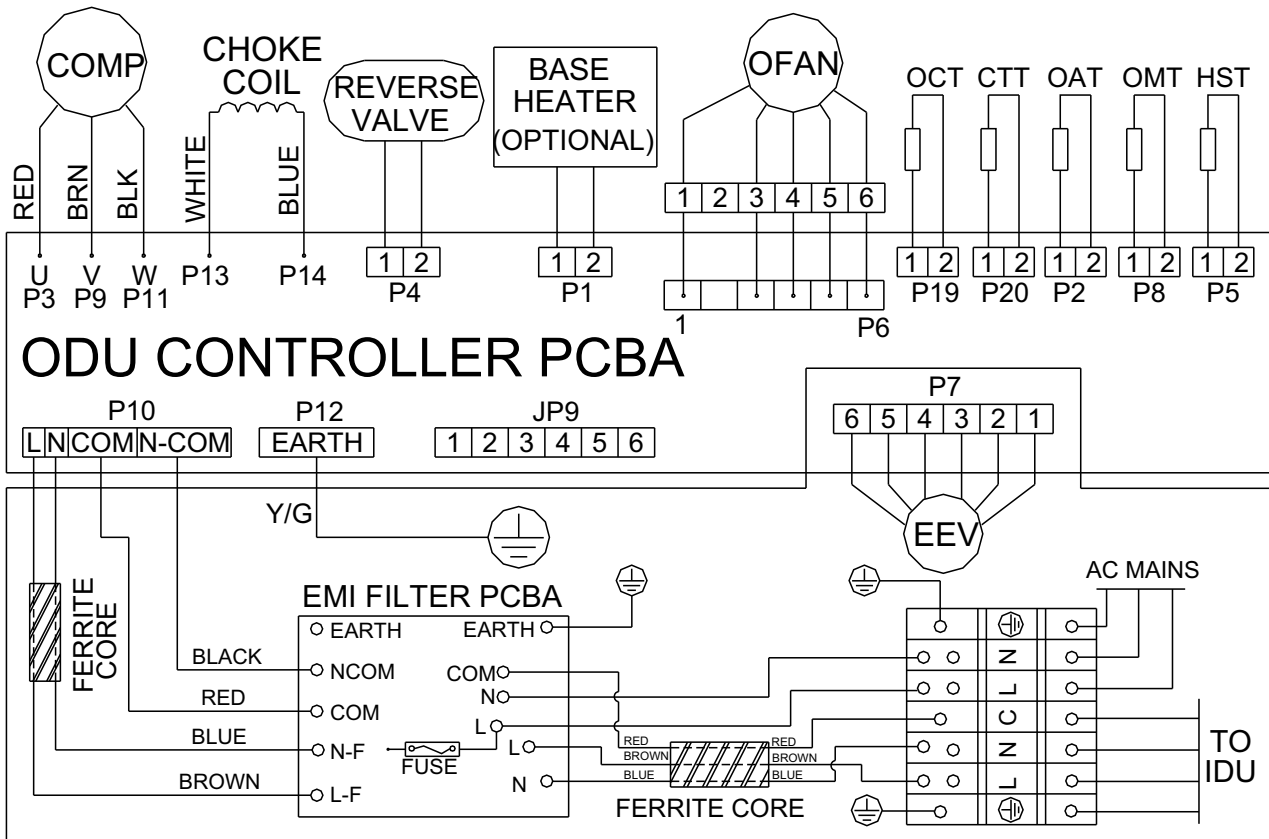 COMP
CHOKE
COIL
REVERSE
VALVE
BASE
HEATER
(OPTIONAL)
OFAN
OCT CTT OAT OMT HST
RED
BRN
BLK
WHITE
BLUE
1 2 3 4 5 6
U V W P13 P14
P3 P9 P11
1 2
P4
1 2
P1
1 P6
1 2 1 2 1 2 1 2 1 2
P19 P20 P2 P8 P5
ODU CONTROLLER PCBA
P10 P12 JP9
L N COM N-COM
EARTH
1 2 3 4 5 6
P7
6 5 4 3 2 1
Y/G
EEV
AC MAINS
FERRITE
CORE
EMI FILTER PCBA
EARTH EARTH
BLACK NCOM COM
N
RED COM
L
BLUE N-F
FUSE
L
BROWN L-F
N
RED RED
BROWN BROWN
BLUE BLUE
FERRITE CORE
N
L
C
N
L
TO
IDU